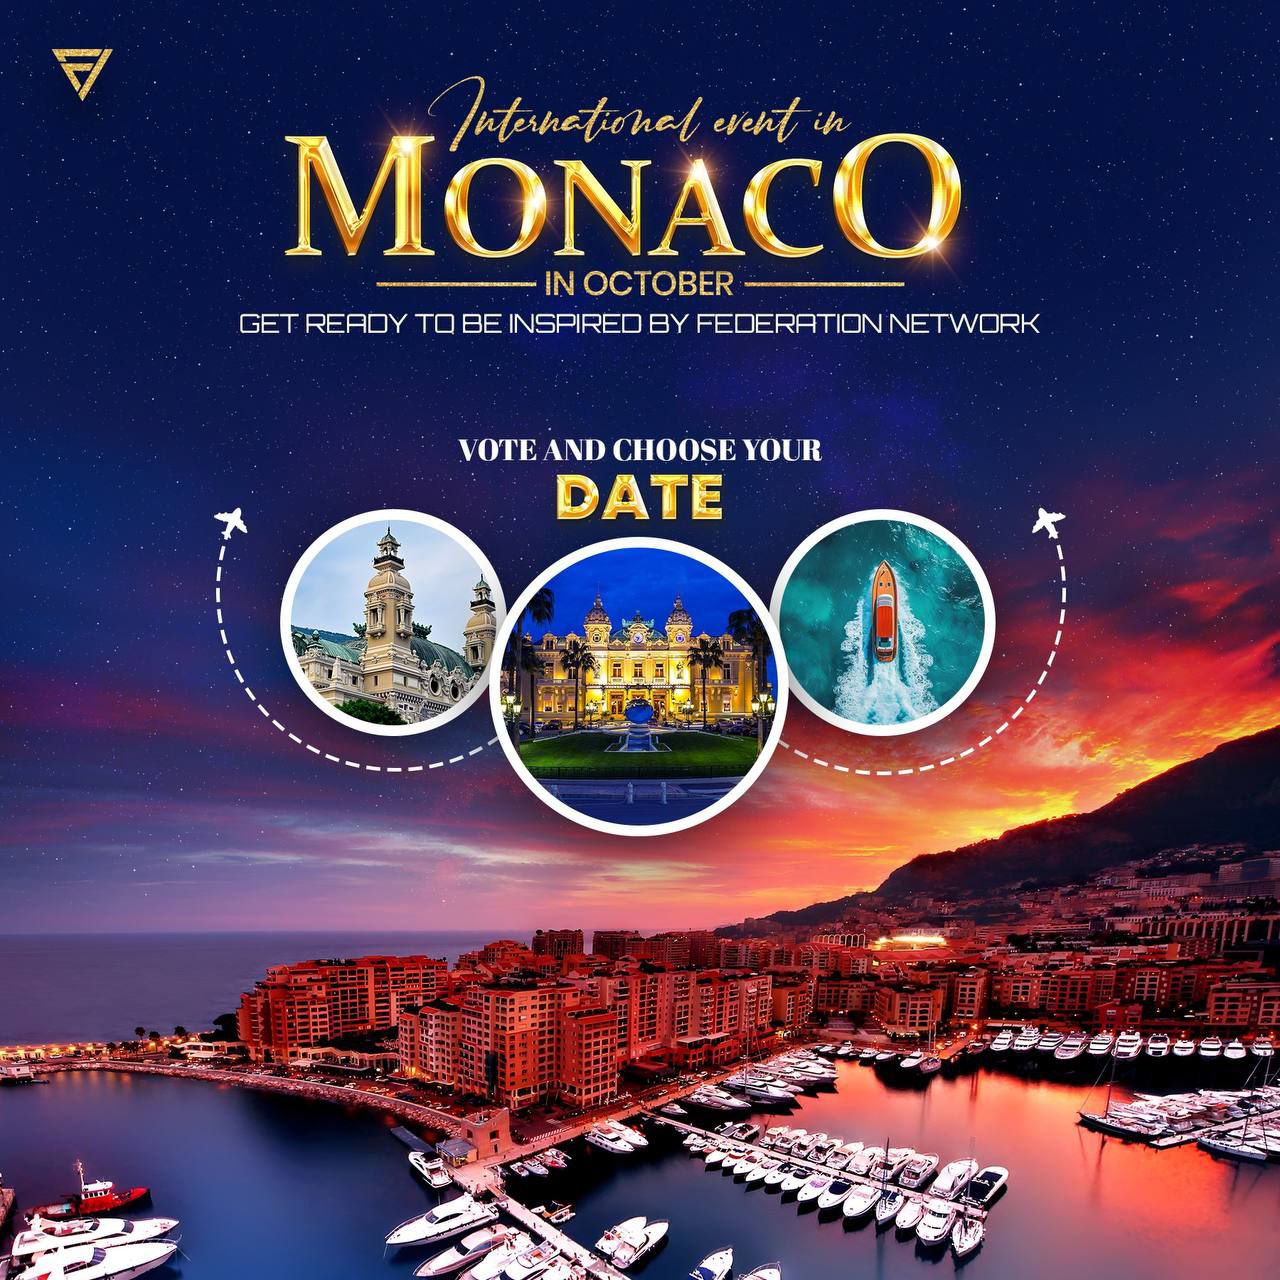 International event in
MONACO
IN OCTOBER
GET READY TO BE INSPIRED BY FEDERATION NETWORK
VOTE AND CHOOSE YOUR
DATE